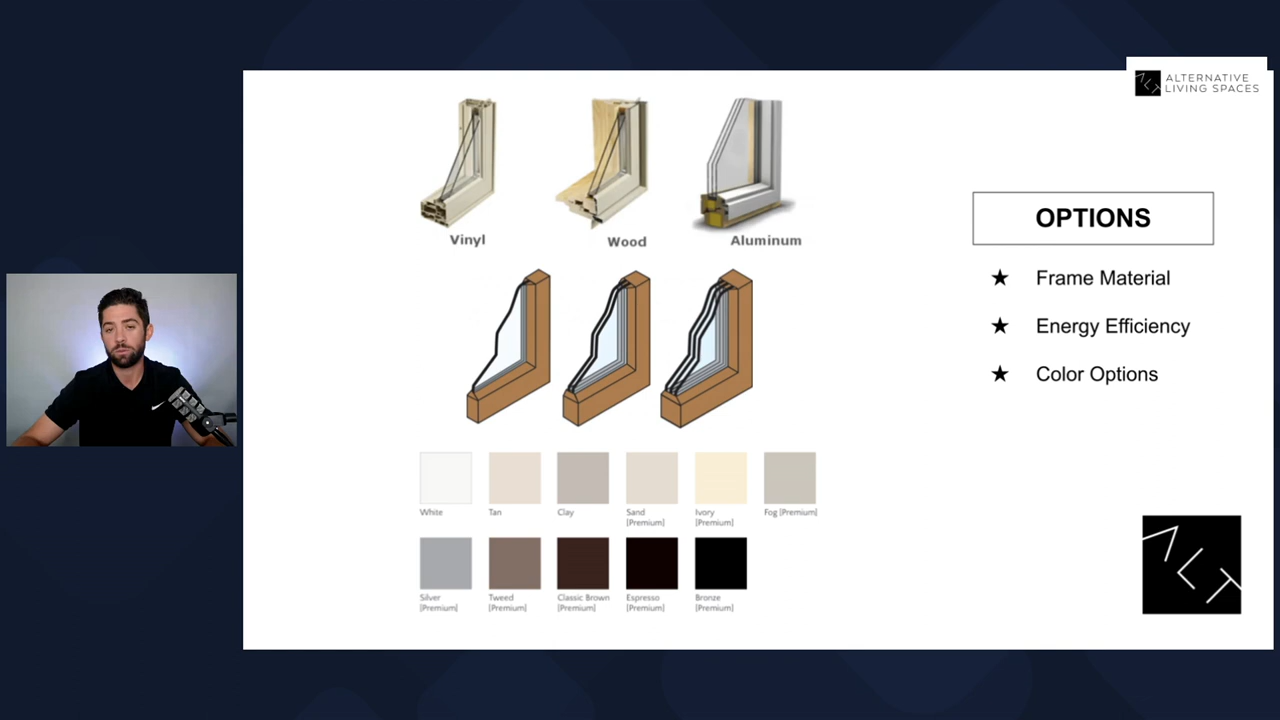 ALTERNATIVE
LIVING SPACES
Vinyl
Wood
Aluminum
OPTIONS
★ Frame Material
★ Energy Efficiency
★ Color Options
White
Tan
Clay
Sand
[Premium]
Ivory
[Premium]
Fog [Premium]
Silver
[Premium]
Tweed
[Premium]
Classic Brown
[Premium]
Espresso
[Premium]
Bronze
[Premium]
ALT